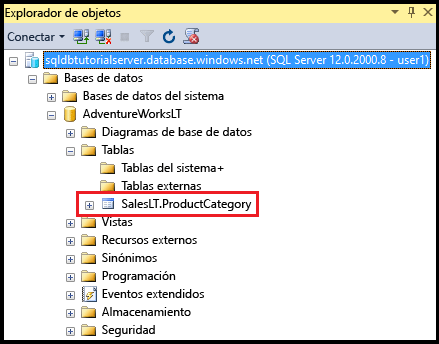 Explorador de objetos
Conectar
sqldbtutorialserver.database.windows.net (SQL Server 12.0.2000.8 - user1)
Bases de datos
Bases de datos del sistema
AdventureWorksLT
Diagramas de base de datos
Tablas
Tablas del sistema+
Tablas externas
SalesLT.ProductCategory
Vistas
Recursos externos
Sinónimos
Programación
Eventos extendidos
Almacenamiento
Seguridad